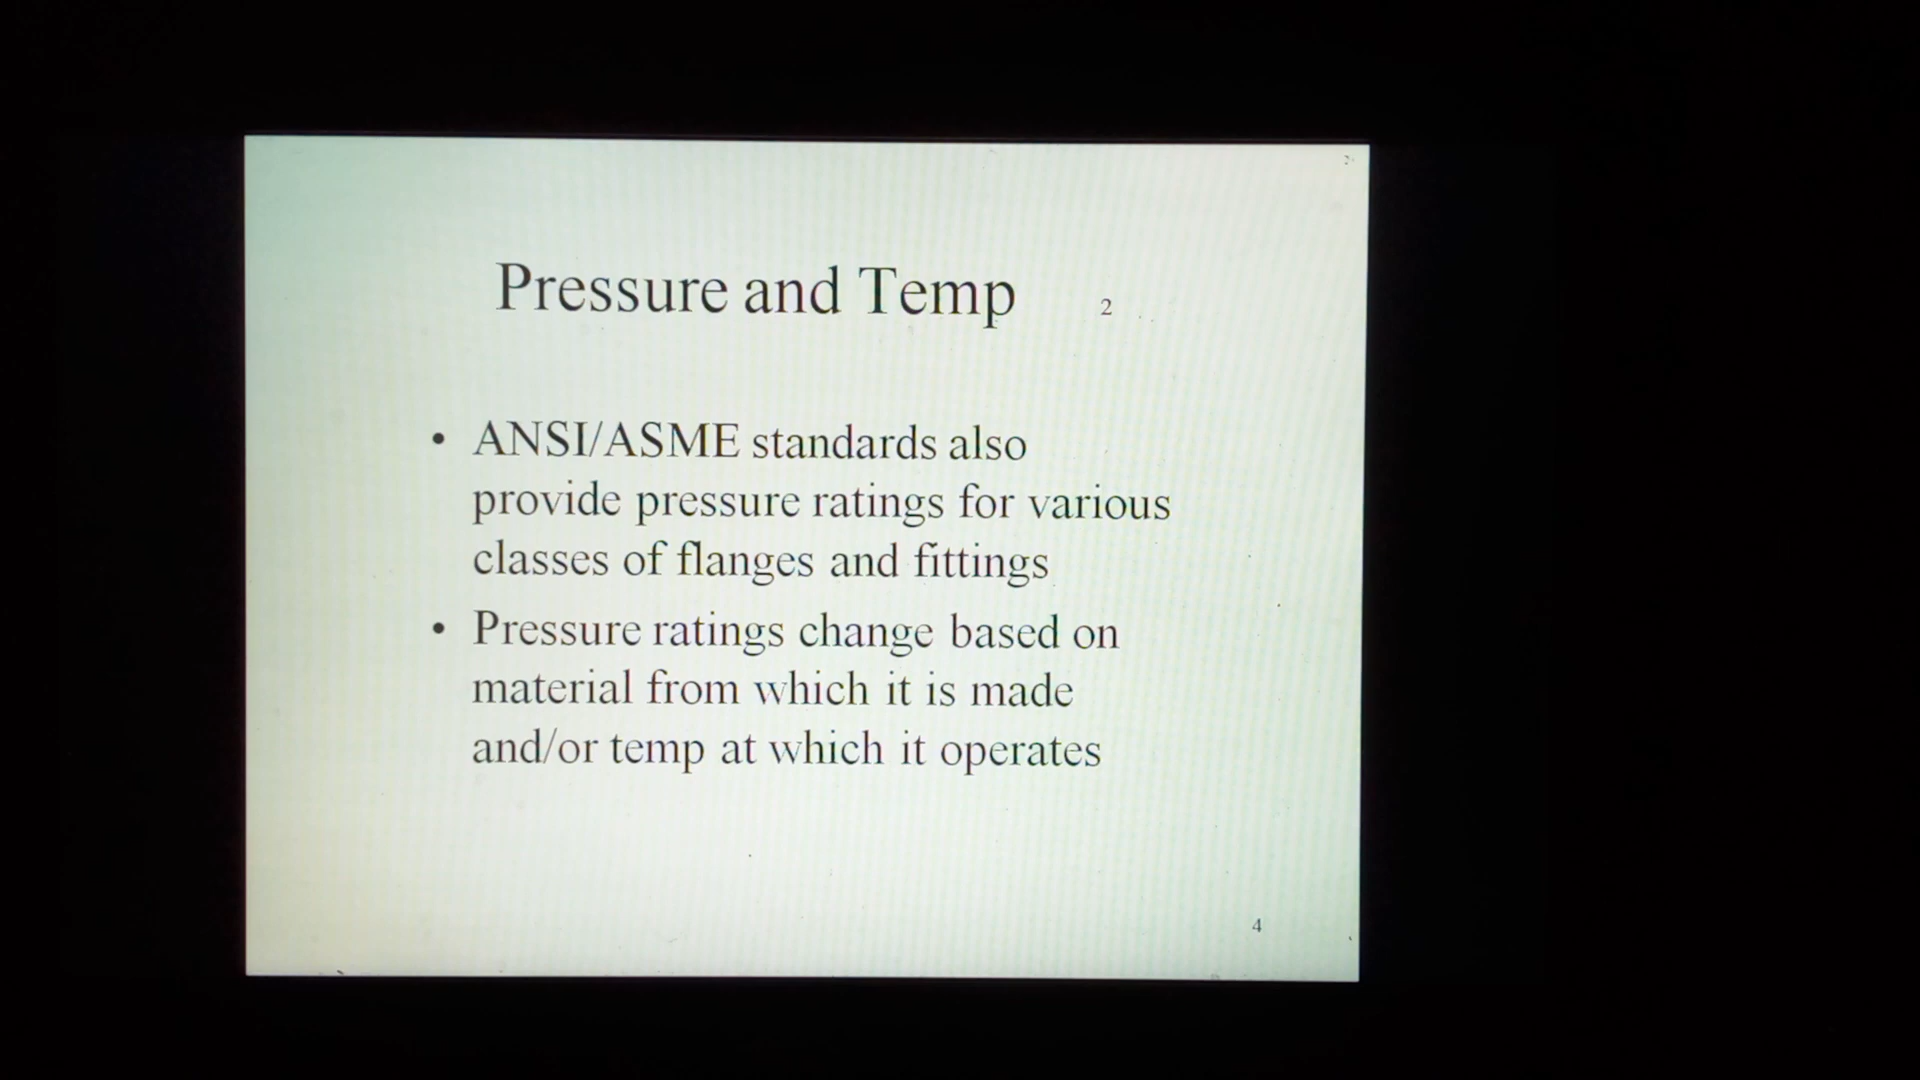 Pressure and Temp 2
• ANSI/ASME standards also
provide pressure ratings for various
classes of flanges and fittings
• Pressure ratings change based on
material from which it is made
and/or temp at which it operates
4